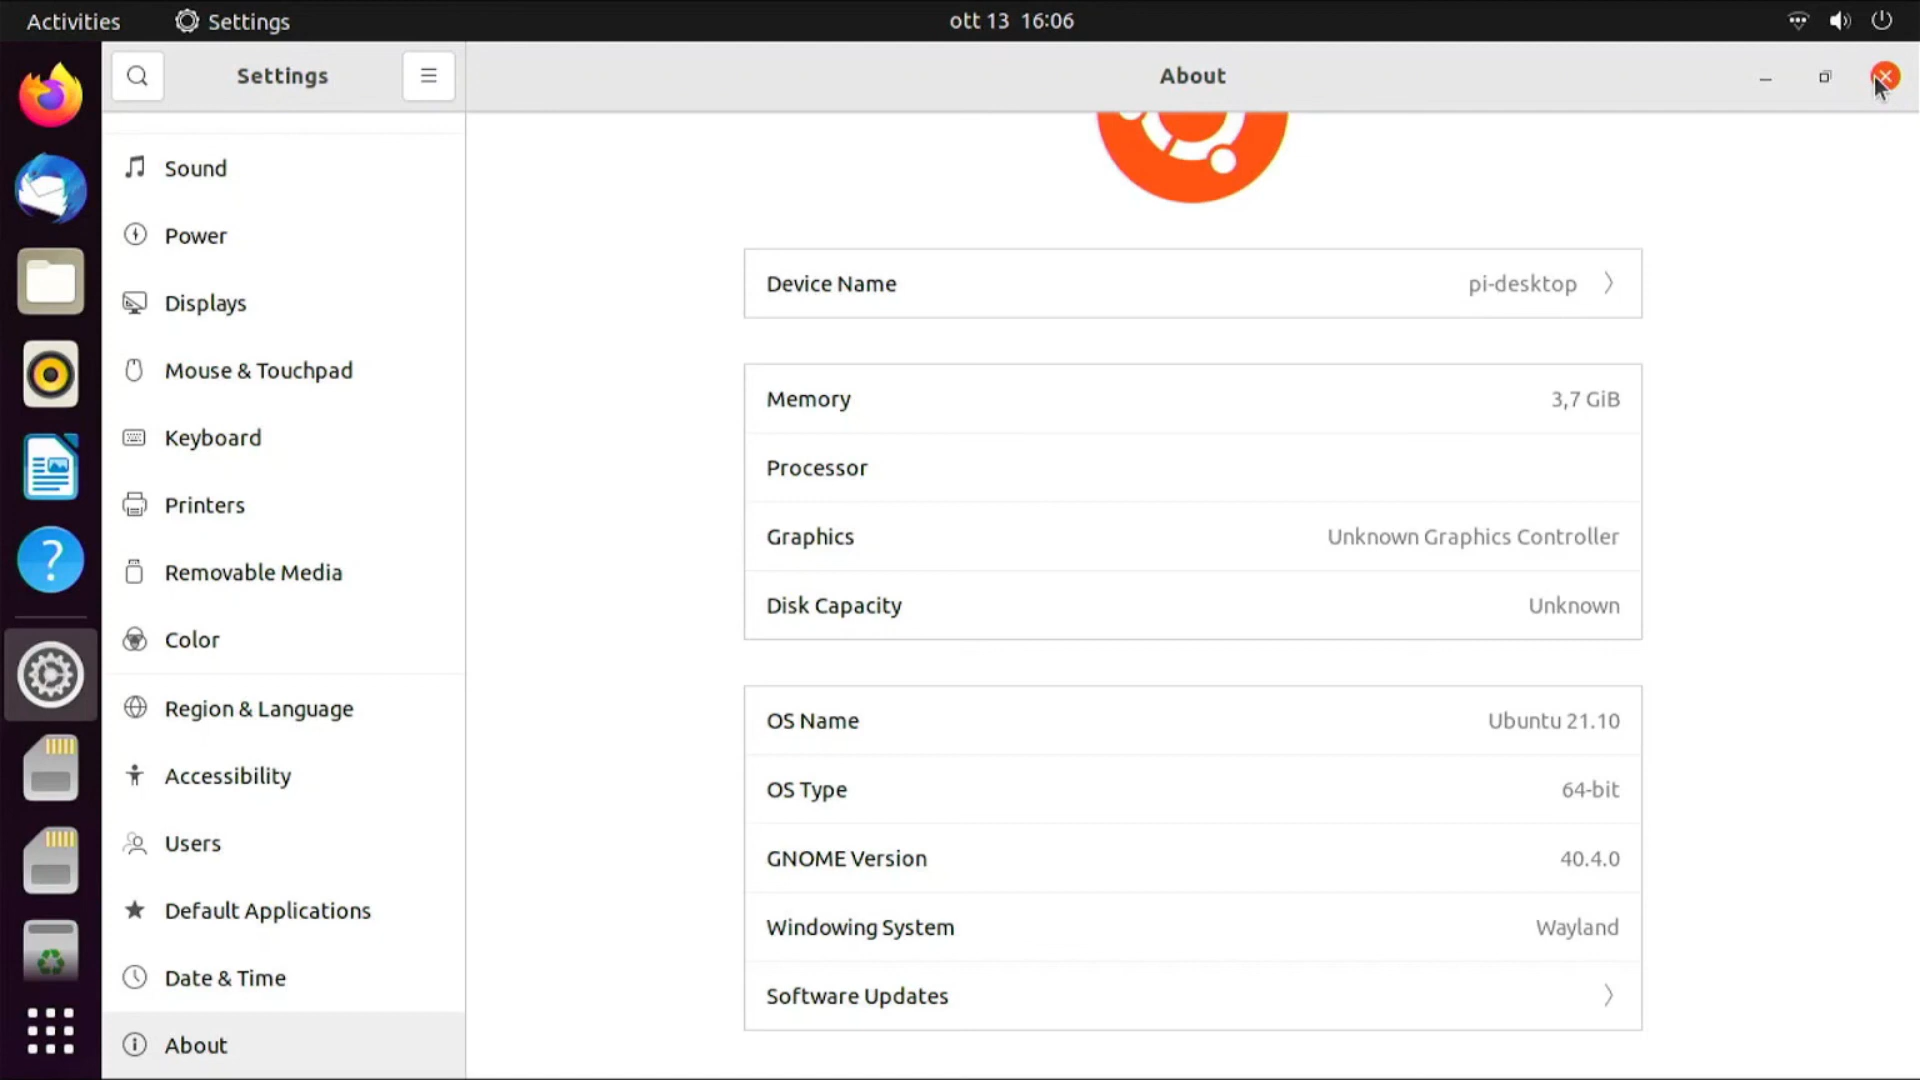 Activities Settings ott 13 16:06
Settings About
Sound
Power
Displays
Mouse & Touchpad
Keyboard
Printers
Removable Media
Color
Region & Language
Accessibility
Users
Default Applications
Date & Time
About
Device Name pi-desktop
Memory 3,7 GiB
Processor
Graphics Unknown Graphics Controller
Disk Capacity Unknown
OS Name Ubuntu 21.10
OS Type 64-bit
GNOME Version 40.4.0
Windowing System Wayland
Software Updates